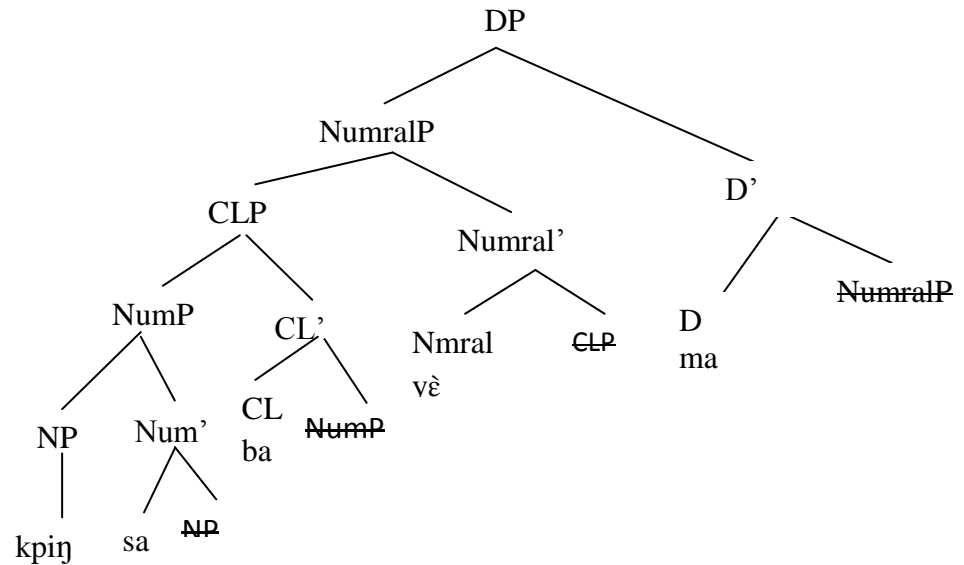 DP
NumralP
D’
CLP
Numral’
NumP
CL’
Nmral
CLP
D
NumralP
vɛ̀
ma
NP
Num’
CL
NumP
ba
kpiŋ
sa
NP